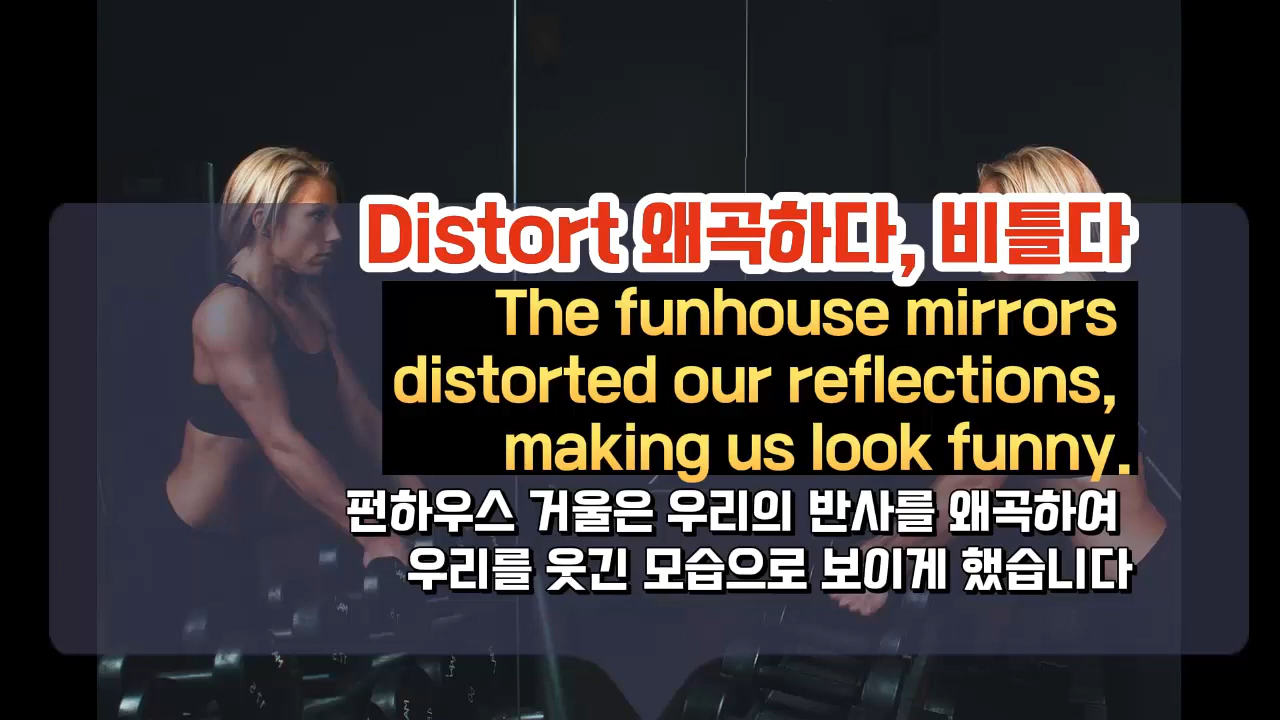 Distort 왜곡하다, 비틀다
The funhouse mirrors
distorted our reflections,
making us look funny.
펀하우스 거울은 우리의 반사를 왜곡하여
우리를 웃긴 모습으로 보이게 했습니다